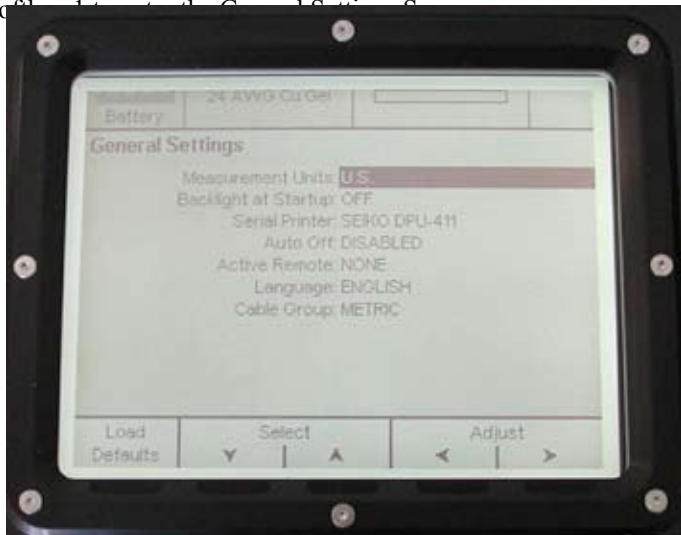 24 AWG Cu Gel
Battery
General Settings
Measurement Units: U.S.
Backlight at Startup: OFF
Serial Printer: SEIKO DPU-411
Auto Off: DISABLED
Active Remote: NONE
Language: ENGLISH
Cable Group: METRIC
Load Defaults
Select
Adjust